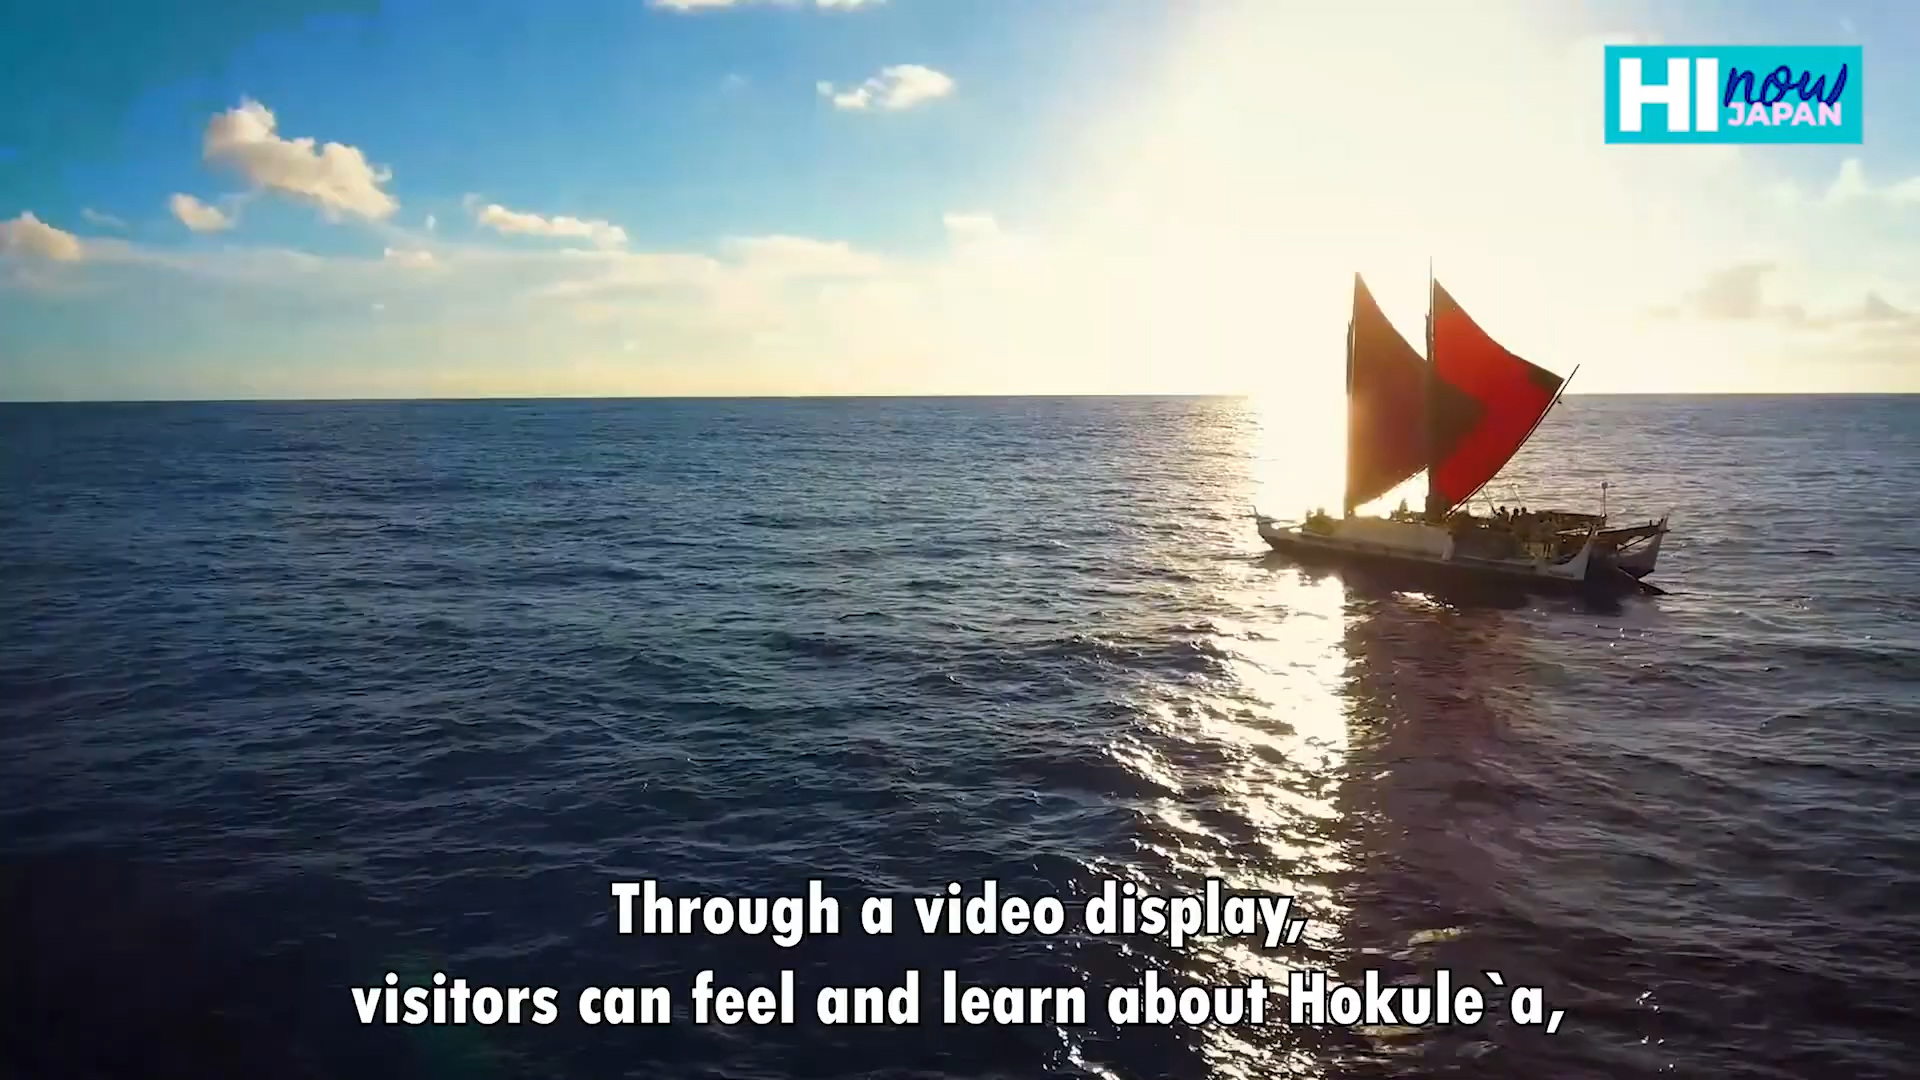 HI now
JAPAN
Through a video display,
visitors can feel and learn about Hokule`a,